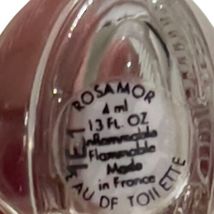 ROSAMOR
4 ml
.13 FL. OZ
Inflammable
Flammable
Made
in France
EAU DE TOILETTE